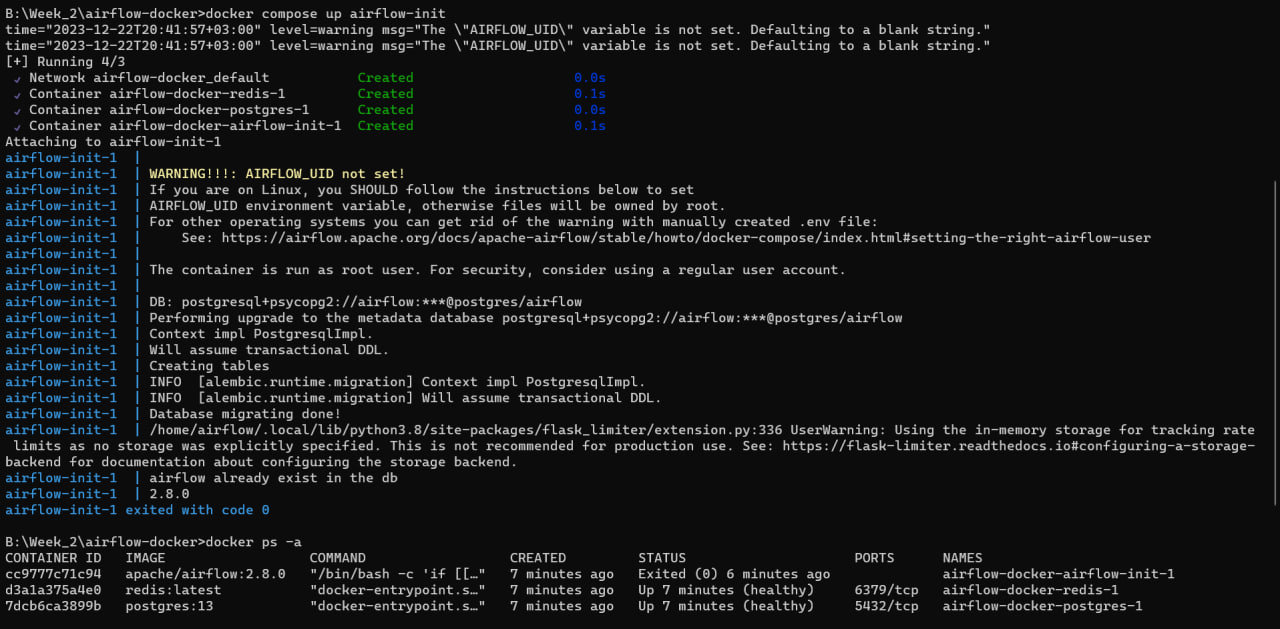 B:\Week_2\airflow-docker>docker compose up airflow-init
time="2023-12-22T20:41:57+03:00" level=warning msg="The \"AIRFLOW_UID\" variable is not set. Defaulting to a blank string."
time="2023-12-22T20:41:57+03:00" level=warning msg="The \"AIRFLOW_UID\" variable is not set. Defaulting to a blank string."
[+] Running 4/3
✓ Network airflow-docker_default Created 0.0s
✓ Container airflow-docker-redis-1 Created 0.1s
✓ Container airflow-docker-postgres-1 Created 0.0s
✓ Container airflow-docker-airflow-init-1 Created 0.1s
Attaching to airflow-init-1
airflow-init-1 |
airflow-init-1 | WARNING!!!: AIRFLOW_UID not set!
airflow-init-1 | If you are on Linux, you SHOULD follow the instructions below to set
airflow-init-1 | AIRFLOW_UID environment variable, otherwise files will be owned by root.
airflow-init-1 | For other operating systems you can get rid of the warning with manually created .env file:
airflow-init-1 |     See: https://airflow.apache.org/docs/apache-airflow/stable/howto/docker-compose/index.html#setting-the-right-airflow-user
airflow-init-1 |
airflow-init-1 | The container is run as root user. For security, consider using a regular user account.
airflow-init-1 |
airflow-init-1 | DB: postgresql+psycopg2://airflow:***@postgres/airflow
airflow-init-1 | Performing upgrade to the metadata database postgresql+psycopg2://airflow:***@postgres/airflow
airflow-init-1 | Context impl PostgresqlImpl.
airflow-init-1 | Will assume transactional DDL.
airflow-init-1 | Creating tables
airflow-init-1 | INFO  [alembic.runtime.migration] Context impl PostgresqlImpl.
airflow-init-1 | INFO  [alembic.runtime.migration] Will assume transactional DDL.
airflow-init-1 | Database migrating done!
airflow-init-1 | /home/airflow/.local/lib/python3.8/site-packages/flask_limiter/extension.py:336 UserWarning: Using the in-memory storage for tracking rate
limits as no storage was explicitly specified. This is not recommended for production use. See: https://flask-limiter.readthedocs.io#configuring-a-storage-
backend for documentation about configuring the storage backend.
airflow-init-1 | airflow already exist in the db
airflow-init-1 | 2.8.0
airflow-init-1 exited with code 0
B:\Week_2\airflow-docker>docker ps -a
CONTAINER ID   IMAGE   COMMAND   CREATED   STATUS   PORTS   NAMES
cc9777c71c94   apache/airflow:2.8.0   "/bin/bash -c 'if [[…"   7 minutes ago   Exited (0) 6 minutes ago   airflow-docker-airflow-init-1
d3a1a375a4e0   redis:latest   "docker-entrypoint.s…"   7 minutes ago   Up 7 minutes (healthy)   6379/tcp   airflow-docker-redis-1
7dcb6ca3899b   postgres:13   "docker-entrypoint.s…"   7 minutes ago   Up 7 minutes (healthy)   5432/tcp   airflow-docker-postgres-1